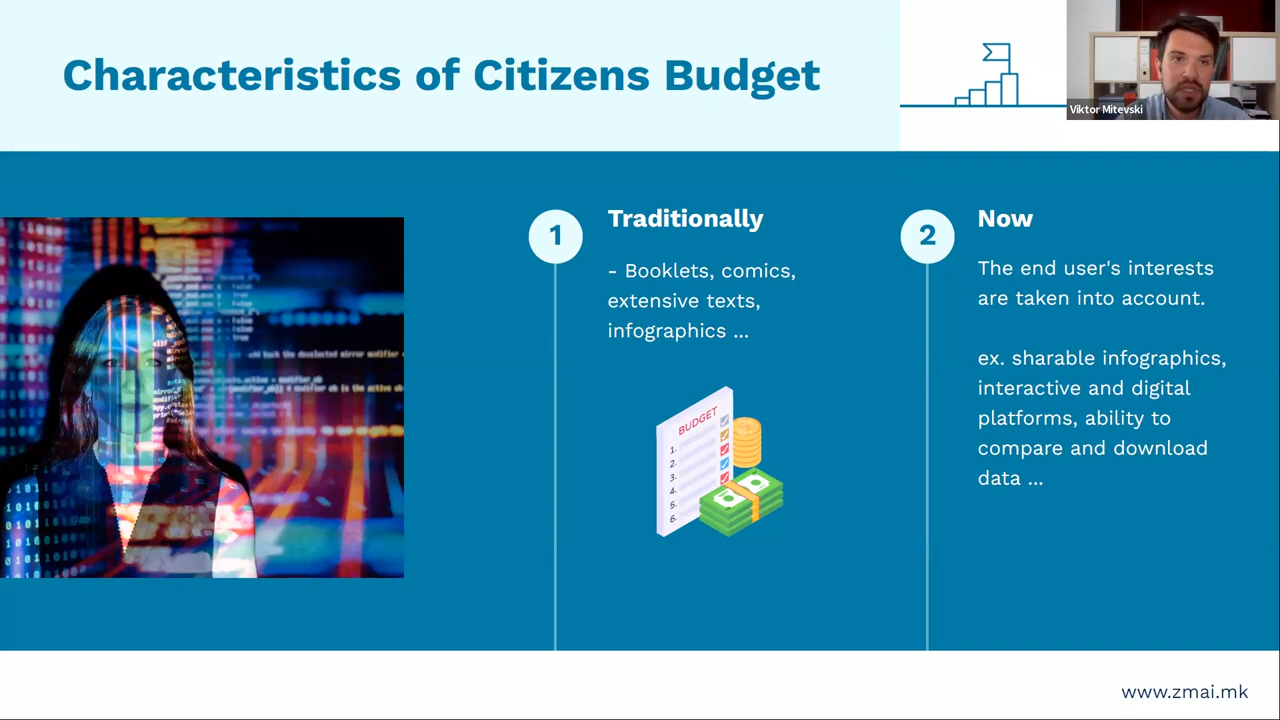 Characteristics of Citizens Budget
Viktor Mitevski
1
Traditionally
- Booklets, comics,
extensive texts,
infographics ...
BUDGET
1-
2-
3-
4-
5-
6-
2
Now
The end user's interests
are taken into account.
ex. sharable infographics,
interactive and digital
platforms, ability to
compare and download
data ...
www.zmai.mk